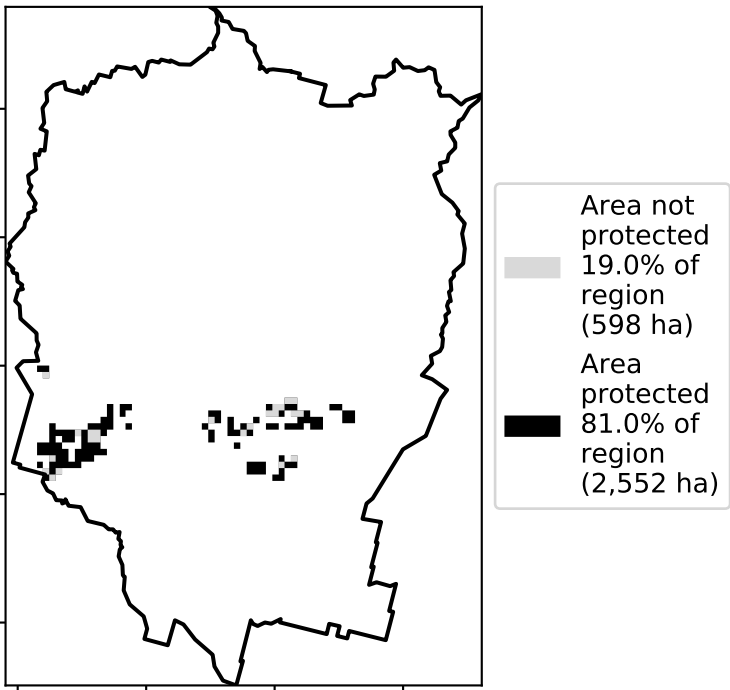 Area not
protected
19.0% of
region
(598 ha)
Area
protected
81.0% of
region
(2,552 ha)